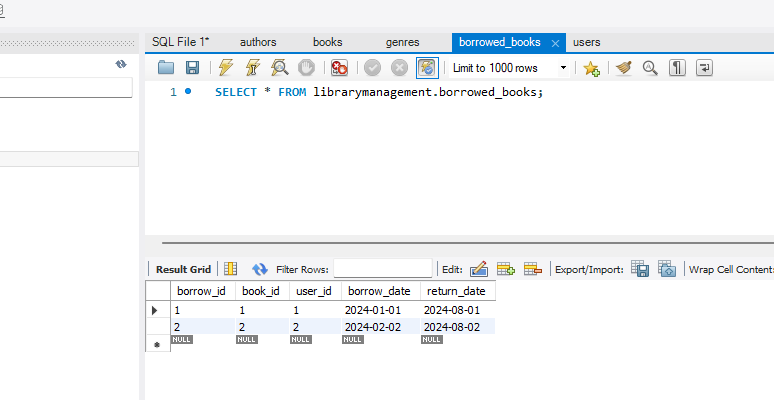 SQL File 1* authors books genres borrowed_books users
Limit to 1000 rows
1 SELECT * FROM librarymanagement.borrowed_books;
Result Grid Filter Rows: Edit: Export/Import: Wrap Cell Content:
borrow_id book_id user_id borrow_date return_date
1 1 1 2024-01-01 2024-08-01
2 2 2 2024-02-02 2024-08-02
NULL NULL NULL NULL NULL